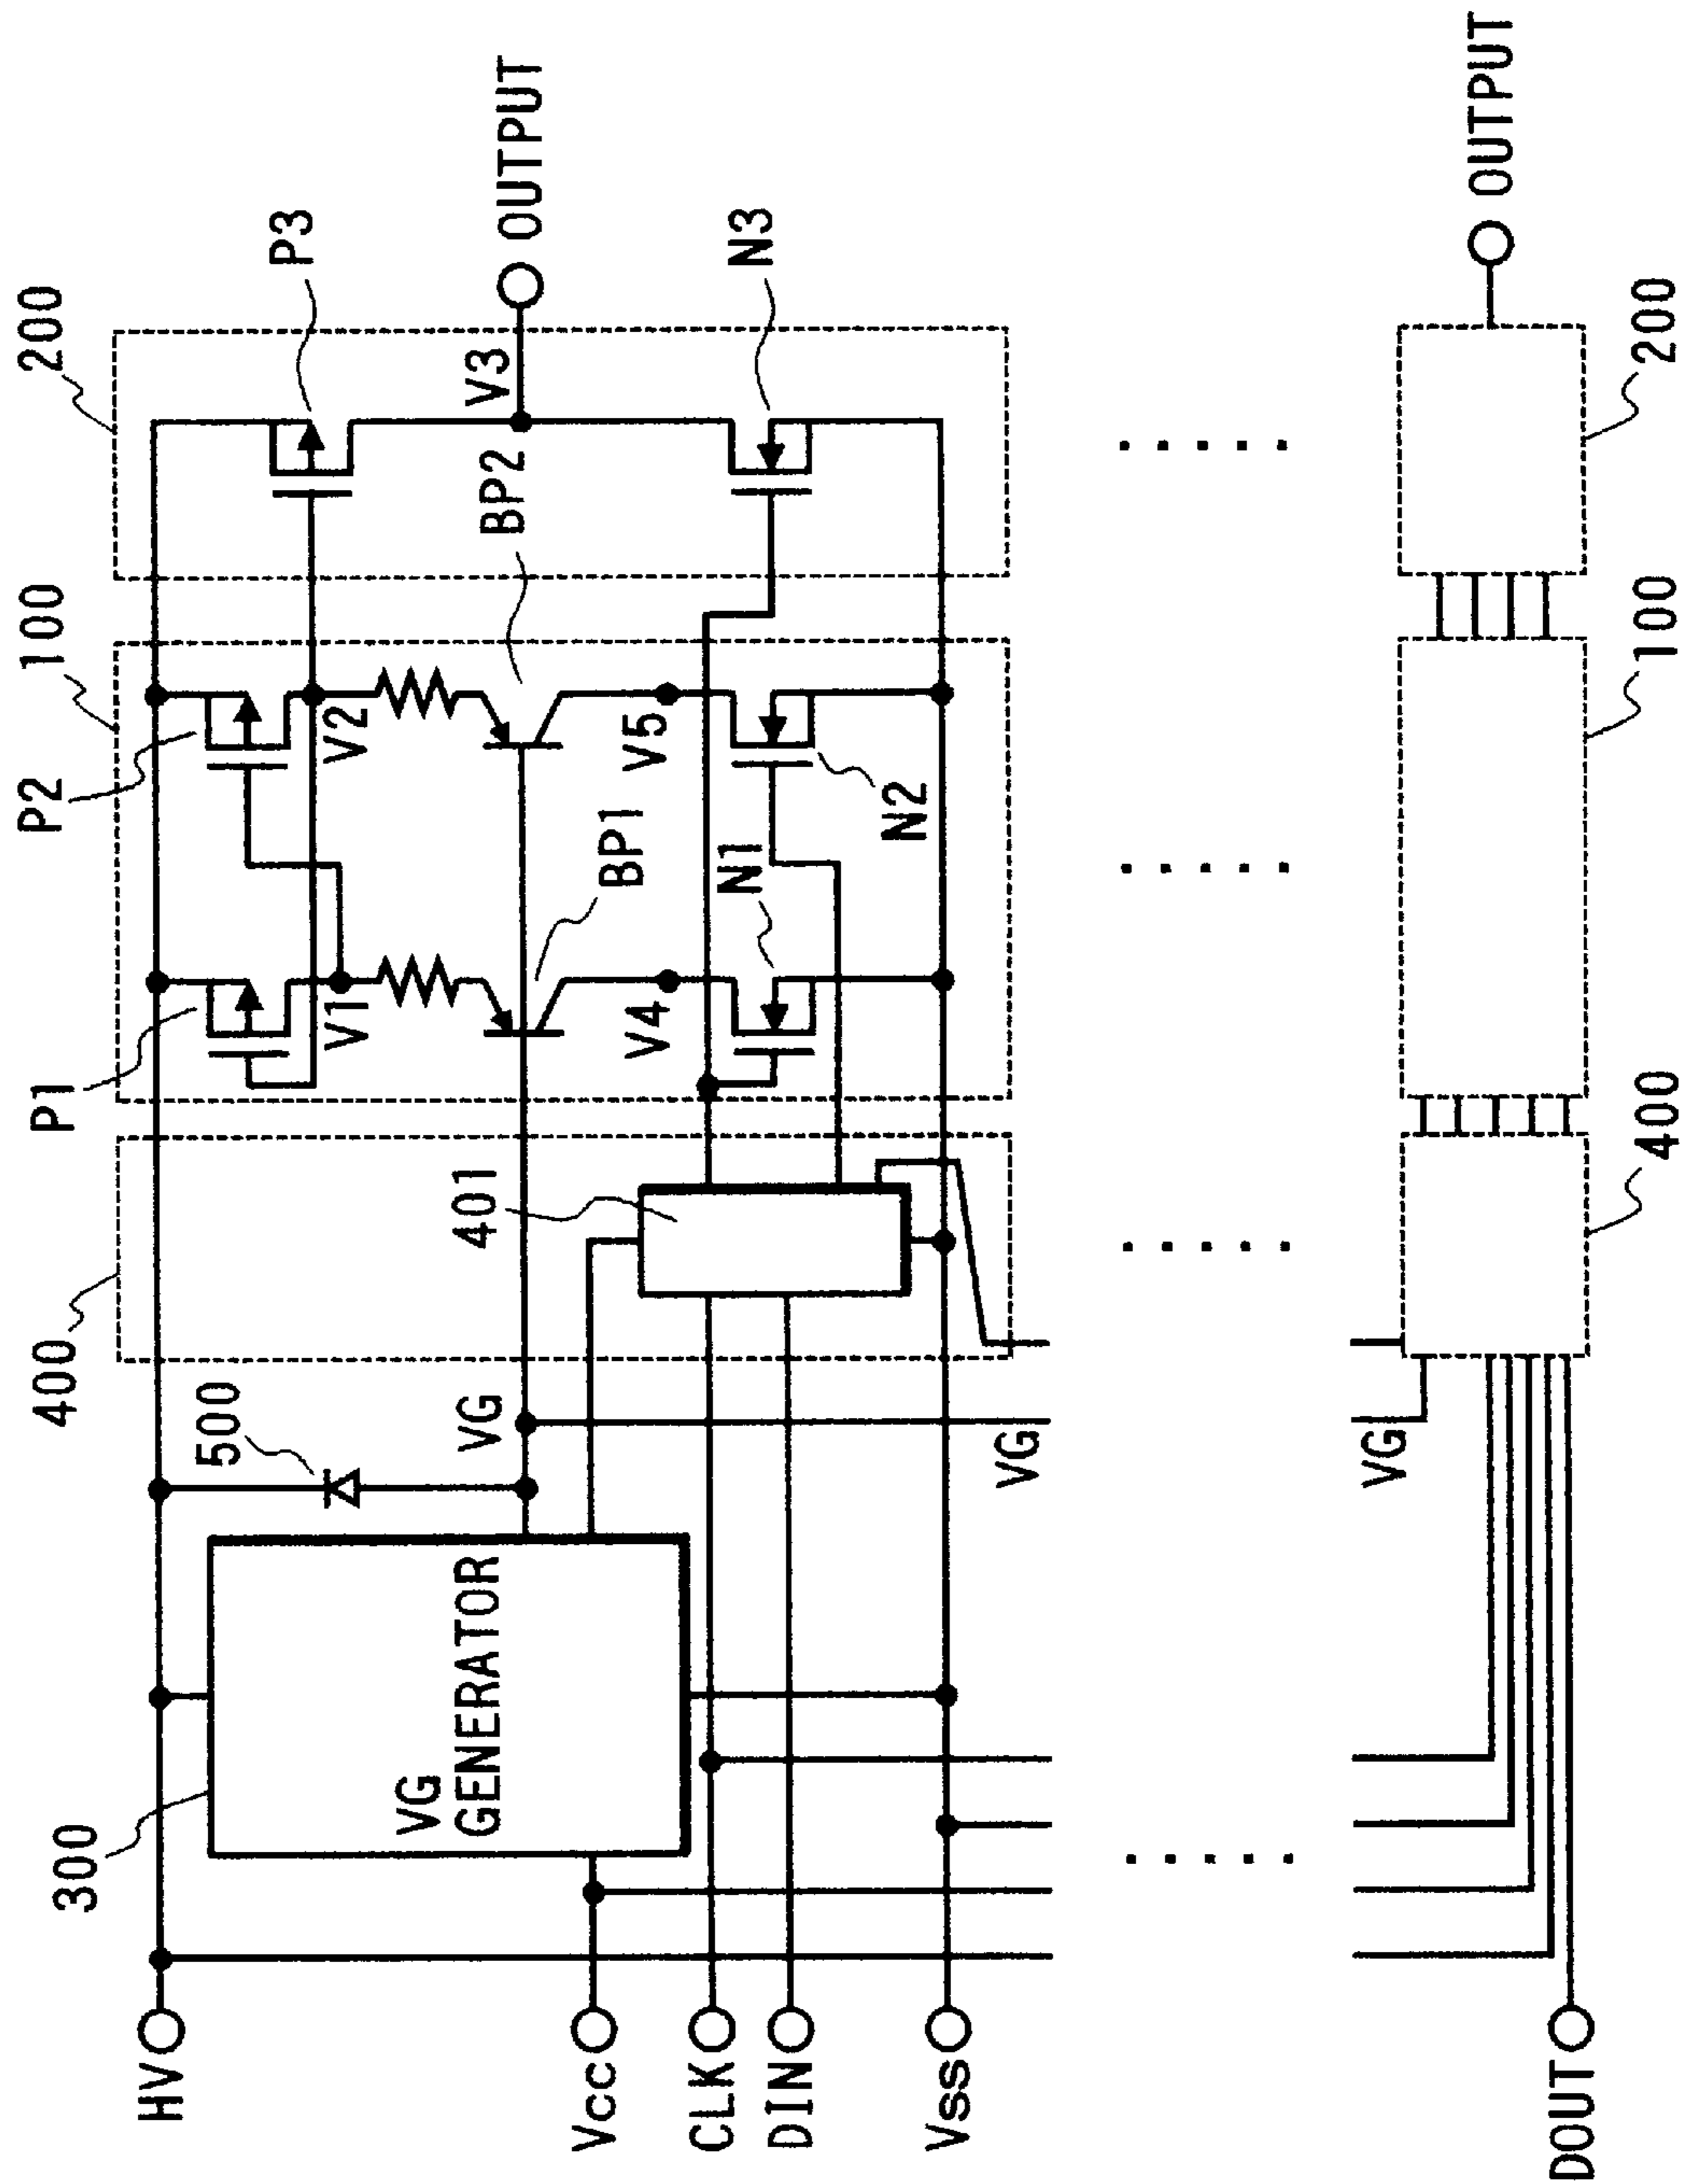 400
100
200
P1
P2
P3
300
500
HV
V1
V2
VG
GENERATOR
VG
401
BP2
V3
OUTPUT
Vcc
BP1
V4
V5
CLK
N1
N3
DIN
N2
Vss
VG
VG
OUTPUT
DOUT
400
100
200